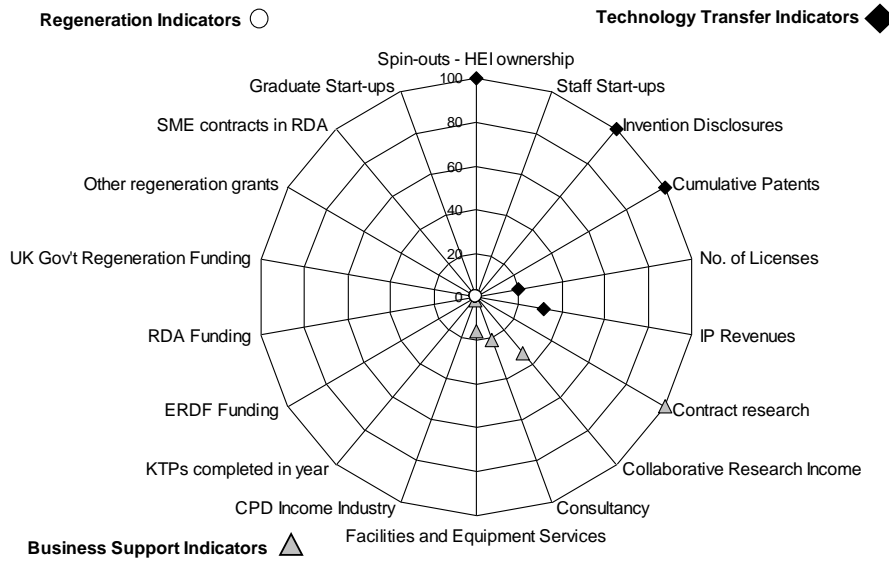 Regeneration Indicators
Technology Transfer Indicators
Spin-outs - HEI ownership
Graduate Start-ups
100
Staff Start-ups
SME contracts in RDA
80
Invention Disclosures
Other regeneration grants
60
Cumulative Patents
40
UK Gov't Regeneration Funding
20
No. of Licenses
0
RDA Funding
IP Revenues
ERDF Funding
Contract research
KTPs completed in year
Collaborative Research Income
CPD Income Industry
Consultancy
Facilities and Equipment Services
Business Support Indicators